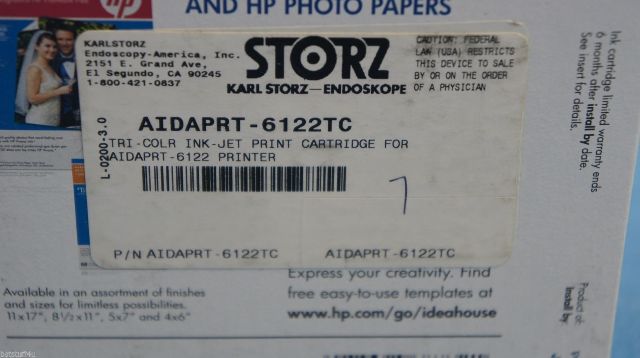 AND HP PHOTO PAPERS
hp
KARLSTORZ
Endoscopy-America, Inc.
2151 E. Grand Ave,
El Segundo, CA 90245
1-800-421-0837
STORZ
KARL STORZ—ENDOSKOPE
CAUTION: FEDERAL
LAW (USA) RESTRICTS
THIS DEVICE TO SALE
BY OR ON THE ORDER
OF A PHYSICIAN
L-0200-3.0
AIDAPRT-6122TC
TRI-COLR INK-JET PRINT CARTRIDGE FOR
AIDAPRT-6122 PRINTER
7
P/N AIDAPRT-6122TC
AIDAPRT-6122TC
Ink cartridge limited warranty ends
6 months after install by date.
See insert for details.
Available in an assortment of finishes
and sizes for limitless possibilities.
11x17", 8½x11", 5x7" and 4x6"
Express your creativity. Find
free easy-to-use templates at
www.hp.com/go/ideahouse
Product of:
Install by
batstuff4u